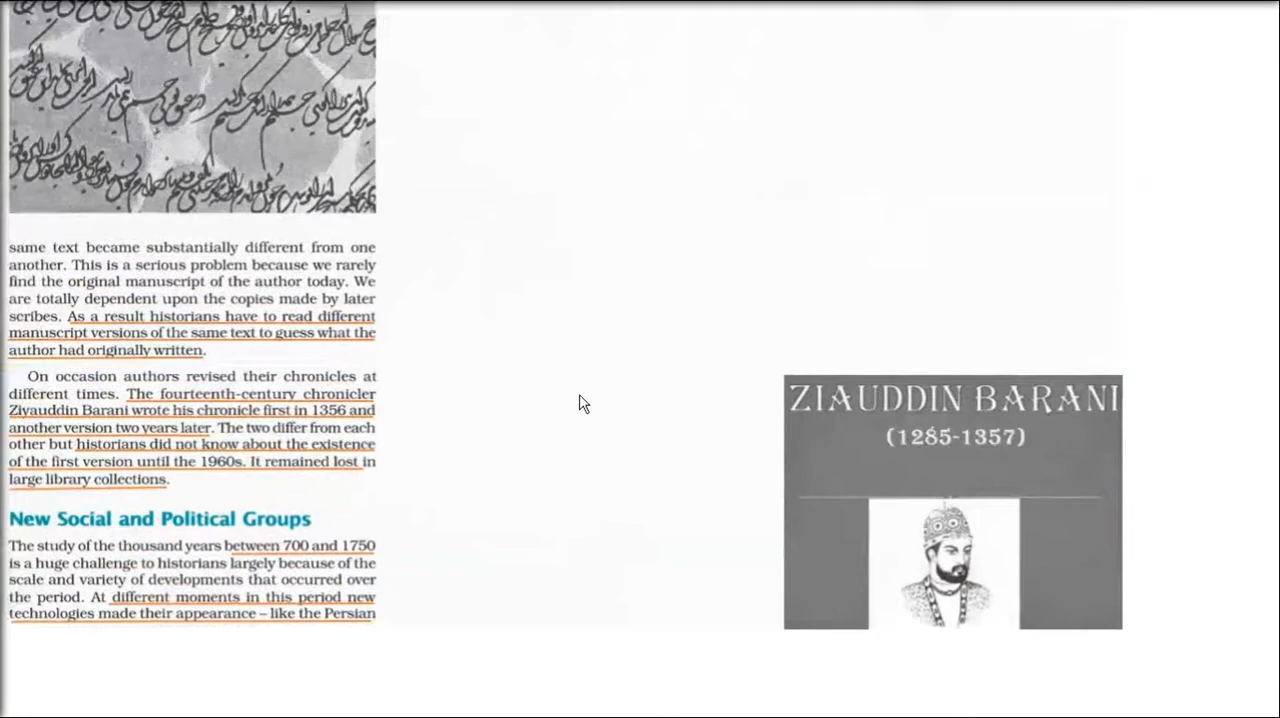 same text became substantially different from one
another. This is a serious problem because we rarely
find the original manuscript of the author today. We
are totally dependent upon the copies made by later
scribes. As a result historians have to read different
manuscript versions of the same text to guess what the
author had originally written.
On occasion authors revised their chronicles at
different times. The fourteenth-century chronicler
Ziyauddin Barani wrote his chronicle first in 1356 and
another version two years later. The two differ from each
other but historians did not know about the existence
of the first version until the 1960s. It remained lost in
large library collections.
New Social and Political Groups
The study of the thousand years between 700 and 1750
is a huge challenge to historians largely because of the
scale and variety of developments that occurred over
the period. At different moments in this period new
technologies made their appearance – like the Persian
ZIAUDDIN BARANI
(1285-1357)